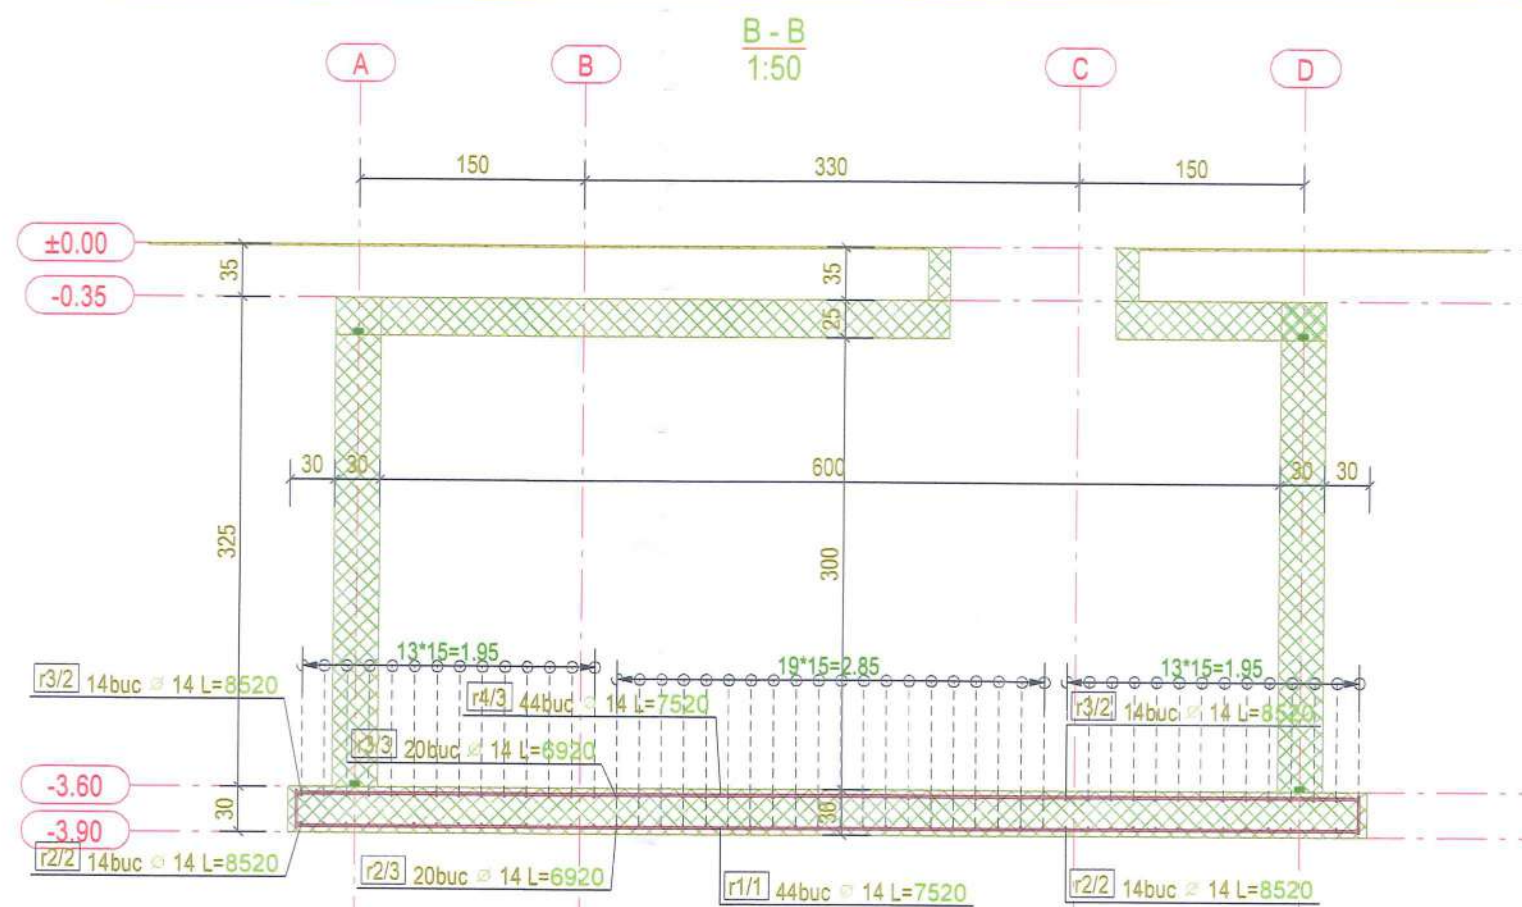 B - B
1:50
A
B
C
D
150
330
150
±0.00
35
35
-0.35
25
30
30
600
30
30
325
300
13*15=1.95
19*15=2.85
13*15=1.95
r3/2 14buc ⌀ 14 L=8520
r4/3 44buc ⌀ 14 L=7520
r3/2 14buc ⌀ 14 L=8520
r3/3 20buc ⌀ 14 L=6920
-3.60
30
30
-3.90
r2/2 14buc ⌀ 14 L=8520
r2/3 20buc ⌀ 14 L=6920
r1/1 44buc ⌀ 14 L=7520
r2/2 14buc ⌀ 14 L=8520